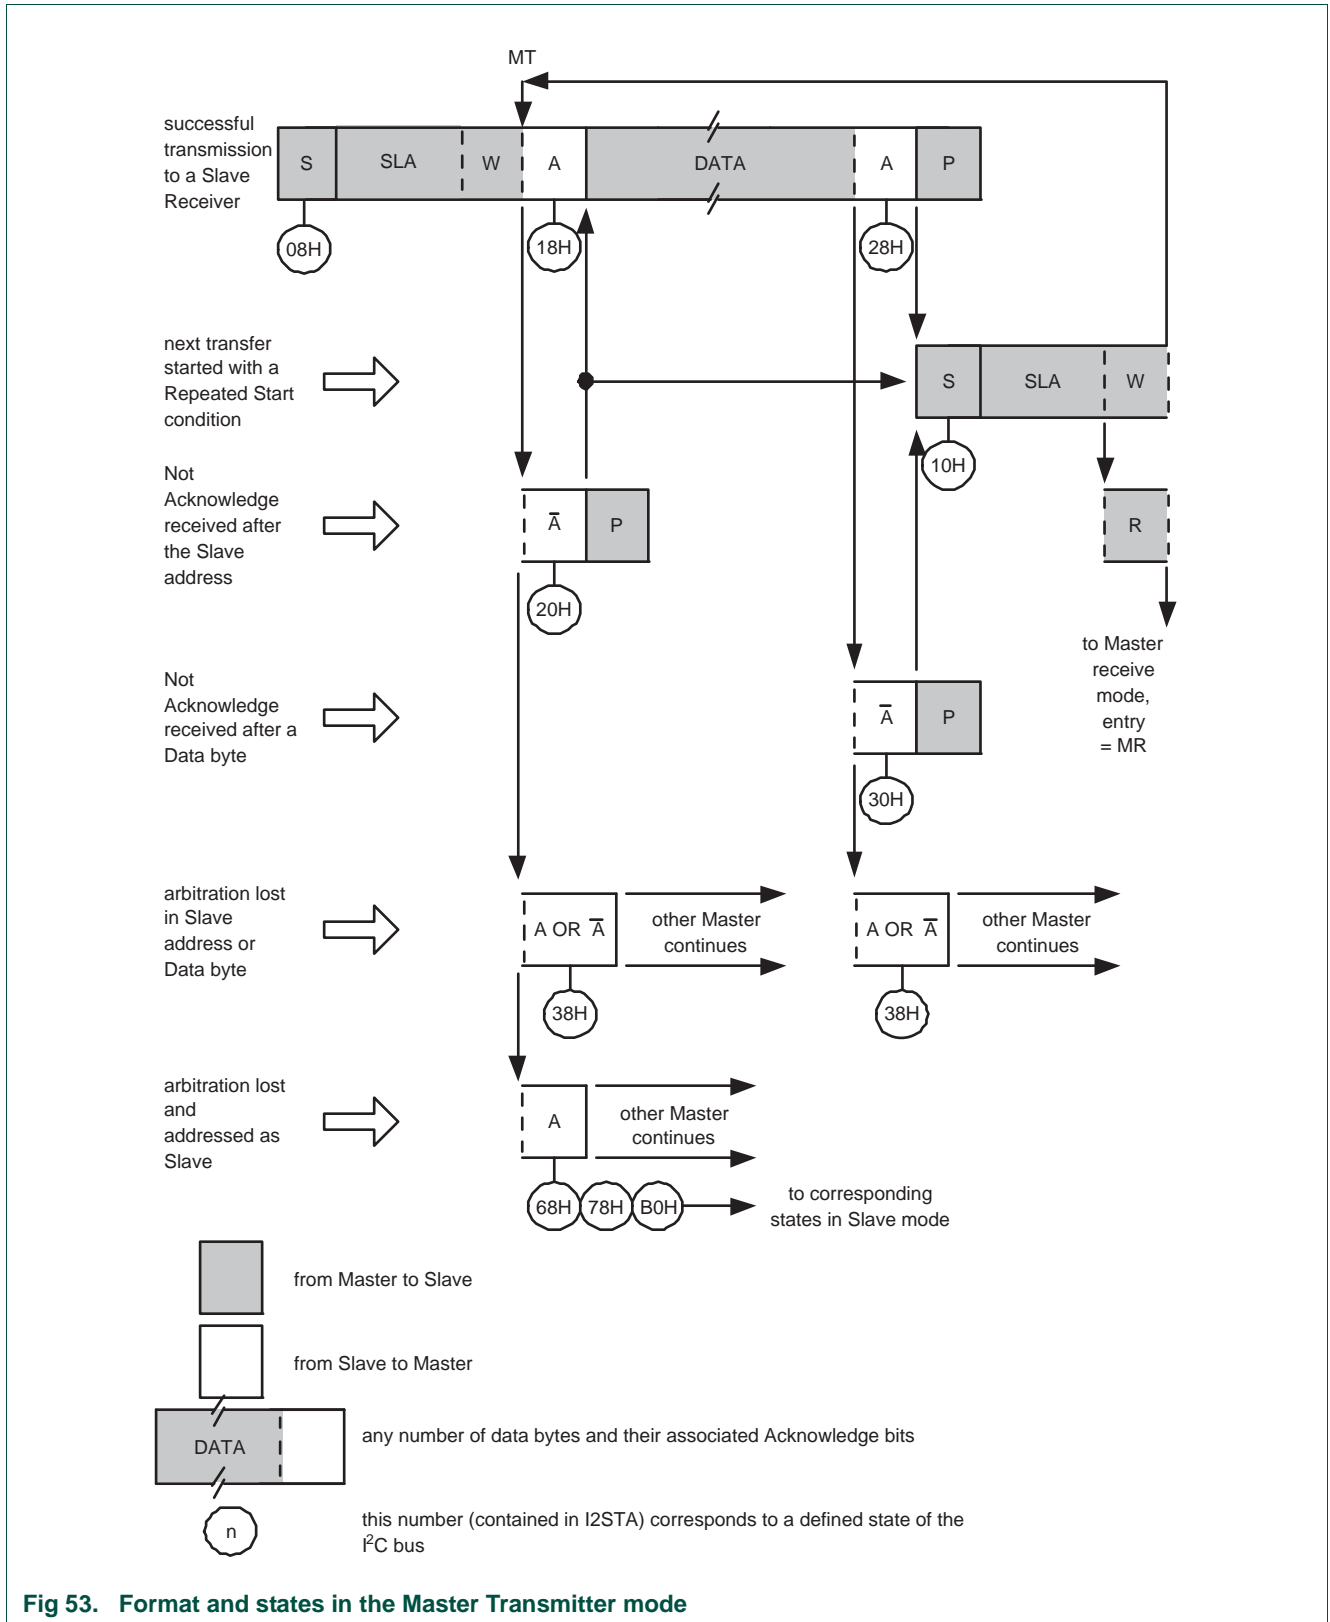 MT
successful
transmission
to a Slave
Receiver
S SLA W A DATA A P
08H 18H 28H
next transfer
started with a
Repeated Start
condition
S SLA W
10H
Not
Acknowledge
received after
the Slave
address
A̅ P
R
20H
to Master
receive
mode,
entry
= MR
Not
Acknowledge
received after a
Data byte
A̅ P
30H
arbitration lost
in Slave
address or
Data byte
A OR A̅
other Master
continues
A OR A̅
other Master
continues
38H 38H
arbitration lost
and
addressed as
Slave
A
other Master
continues
68H 78H B0H
to corresponding
states in Slave mode
from Master to Slave
from Slave to Master
DATA
any number of data bytes and their associated Acknowledge bits
n
this number (contained in I2STA) corresponds to a defined state of the
I²C bus
Fig 53. Format and states in the Master Transmitter mode